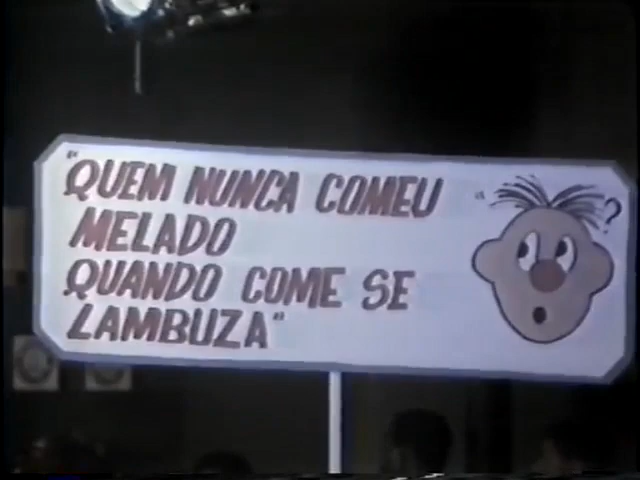 "QUEM NUNCA COMEU
MELADO
QUANDO COME SE
LAMBUZA"
?